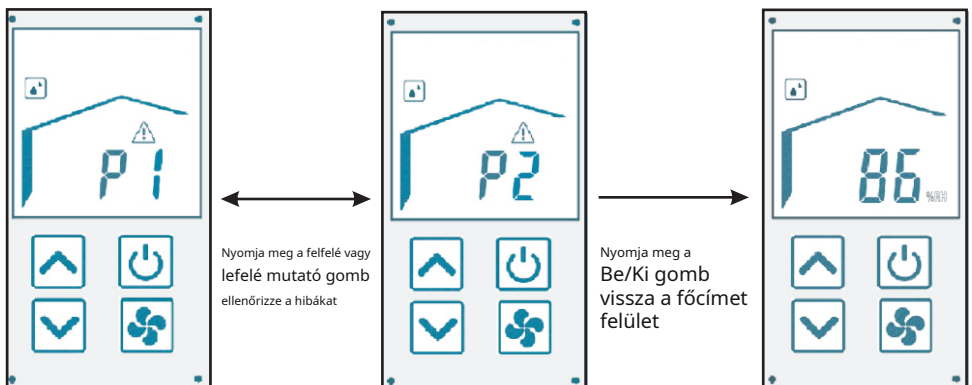 P1
Nyomja meg a felfelé vagy
lefelé mutató gomb
ellenőrizze a hibákat
P2
Nyomja meg a
Be/Ki gomb
vissza a főcímet
felület
86 %RH